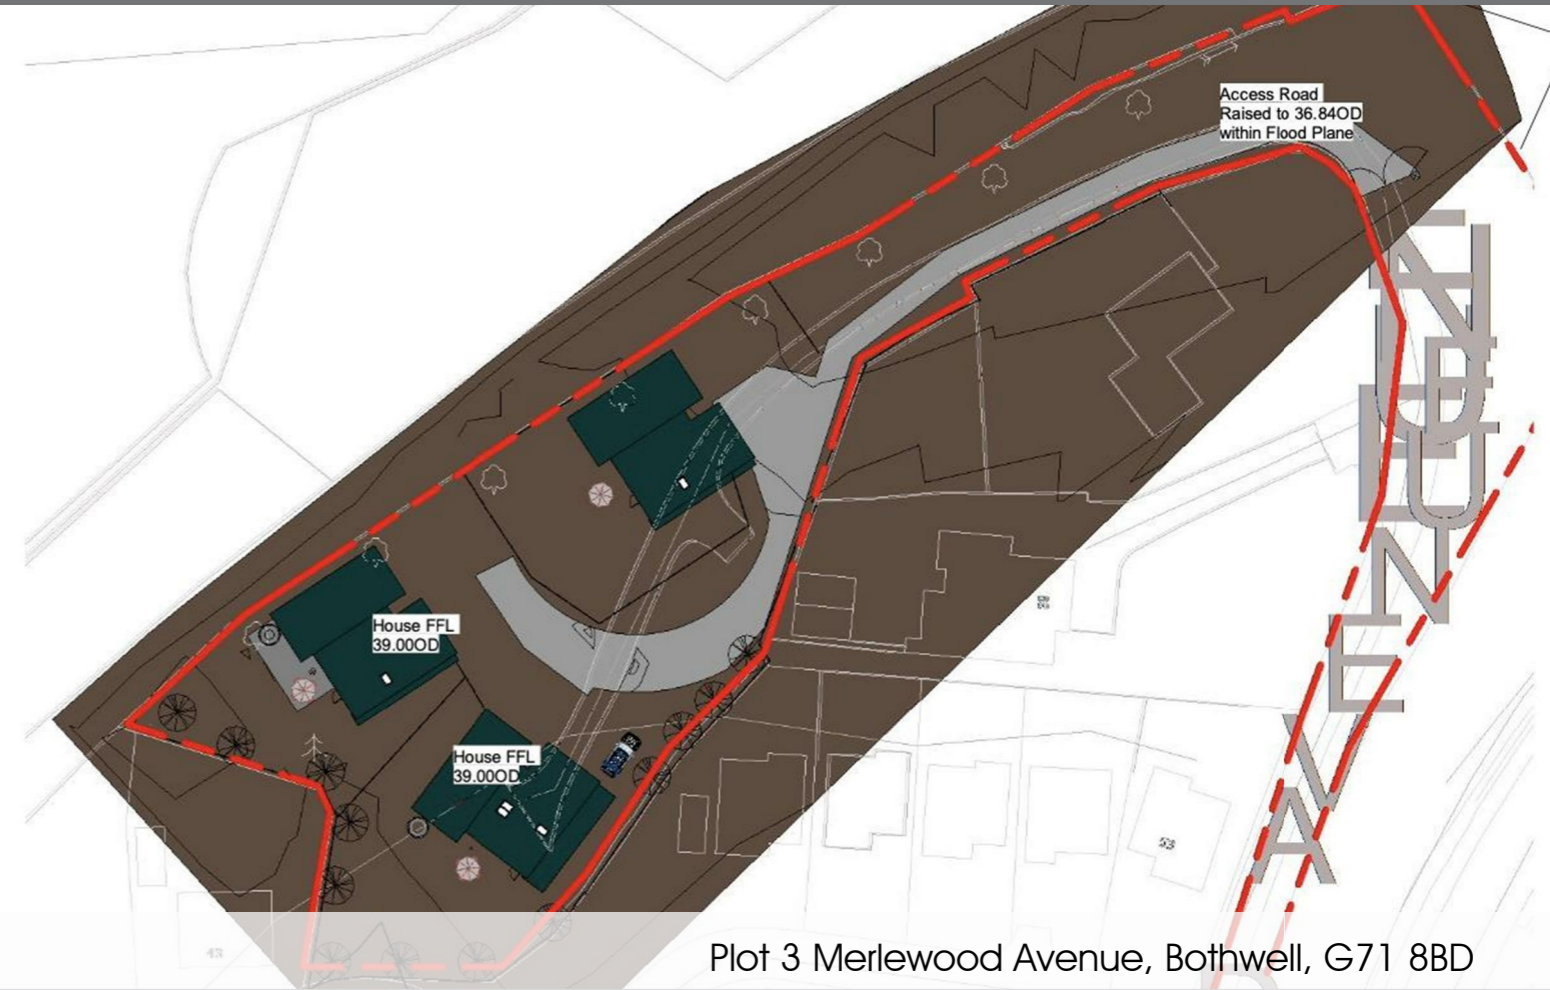 Access Road
Raised to 36.84OD
within Flood Plane
House FFL
39.00OD
House FFL
39.00OD
53
43
Plot 3 Merlewood Avenue, Bothwell, G71 8BD